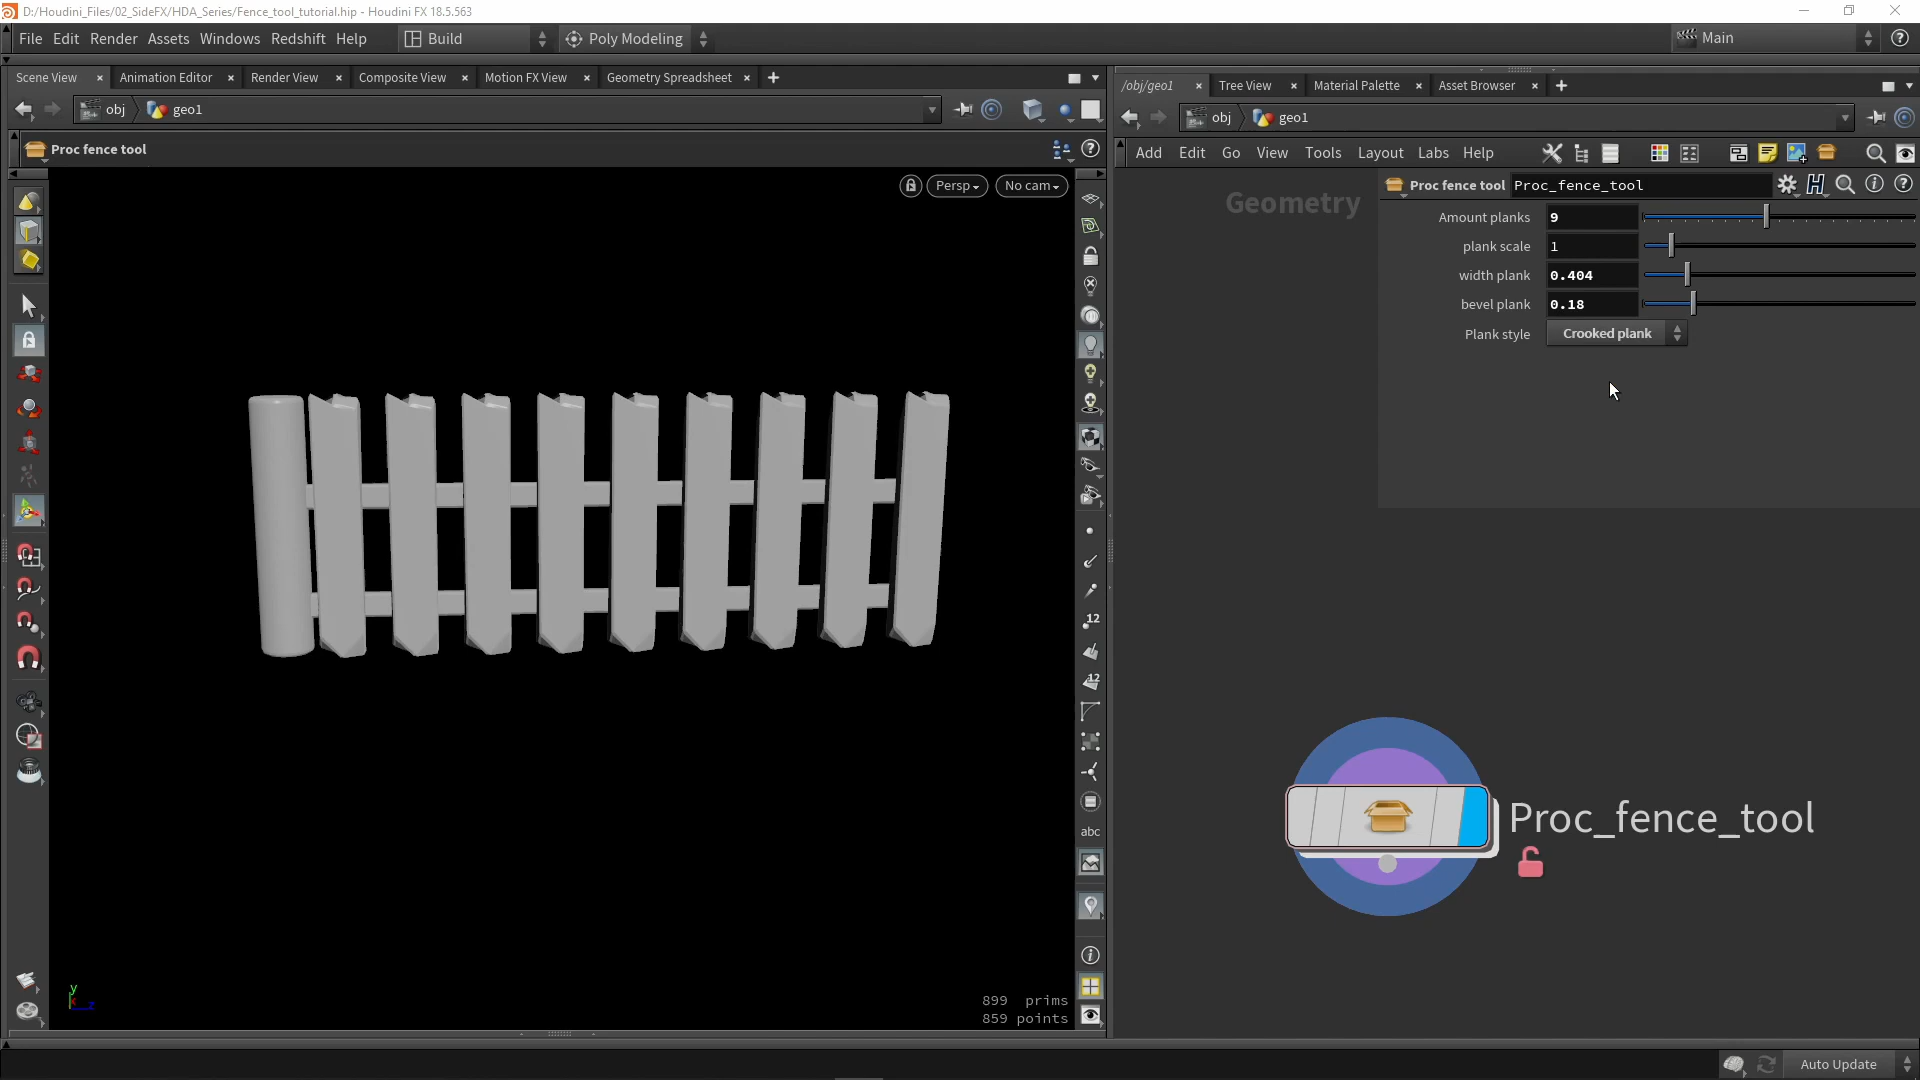 D:/Houdini_Files/02_SideFX/HDA_Series/Fence_tool_tutorial.hip - Houdini FX 18.5.563
File Edit Render Assets Windows Redshift Help Build Poly Modeling Main
Scene View Animation Editor Render View Composite View Motion FX View Geometry Spreadsheet
obj geo1
Proc fence tool
Persp No cam
12
12
abc
y
z
899 prims
859 points
/obj/geo1 Tree View Material Palette Asset Browser
obj geo1
Add Edit Go View Tools Layout Labs Help
Geometry
Proc fence tool Proc_fence_tool
Amount planks 9
plank scale 1
width plank 0.404
bevel plank 0.18
Plank style Crooked plank
Proc_fence_tool
Auto Update